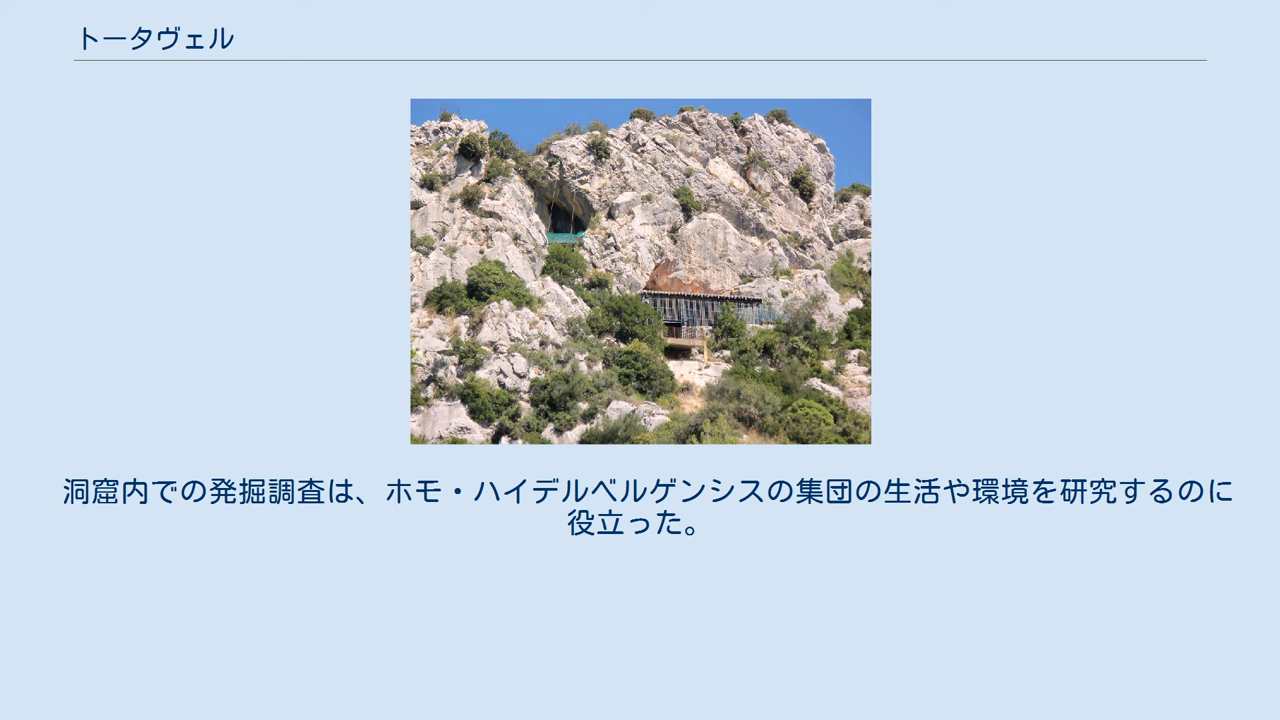 トータヴェル
洞窟内での発掘調査は、ホモ・ハイデルベルゲンシスの集団の生活や環境を研究するのに
役立った。